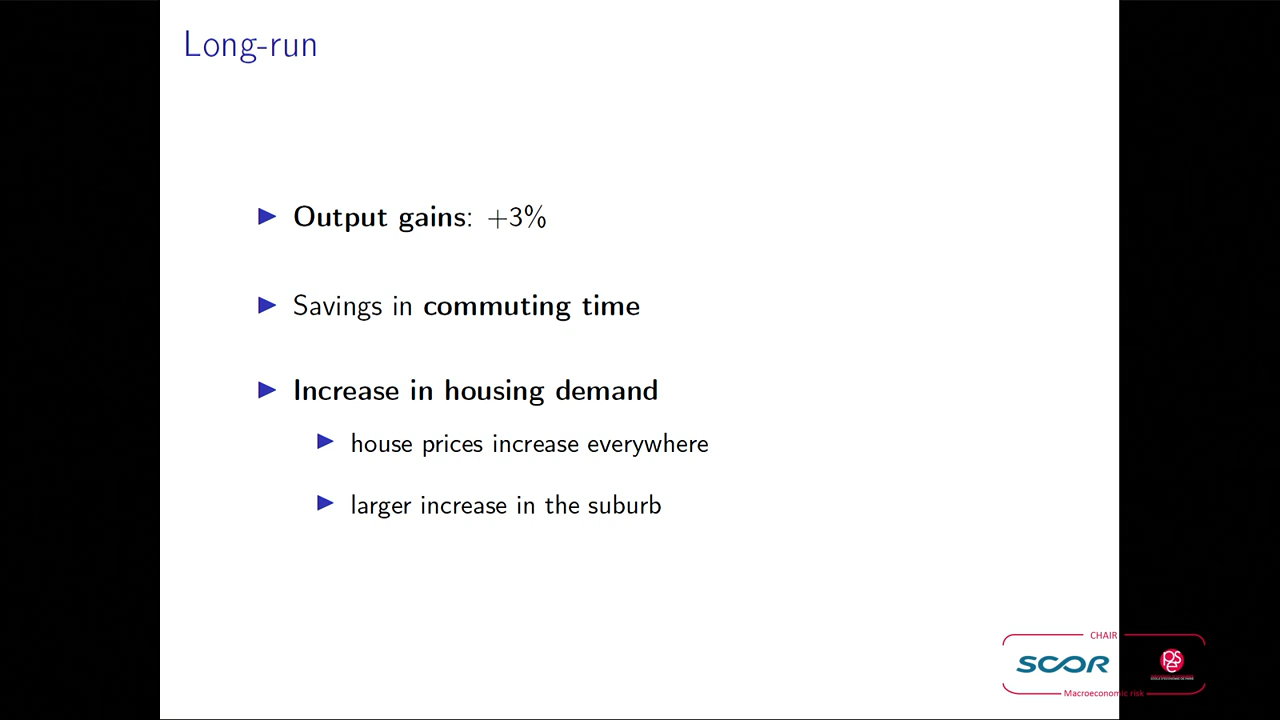 Long-run
Output gains: +3%
Savings in commuting time
Increase in housing demand
house prices increase everywhere
larger increase in the suburb
CHAIR
SCOR
PSE
Macroeconomic risk